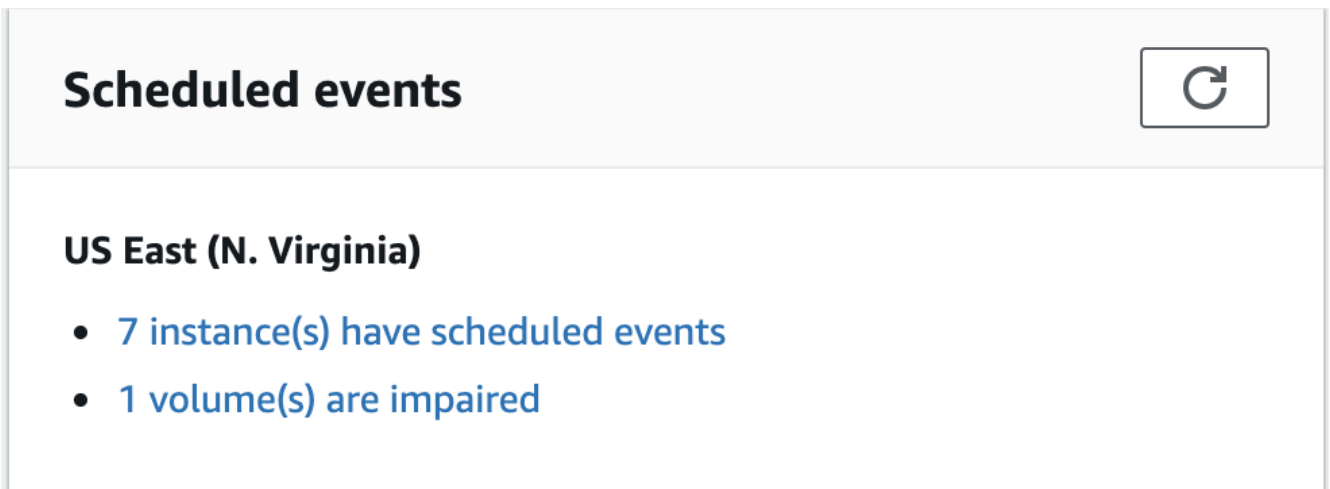 Scheduled events
US East (N. Virginia)
7 instance(s) have scheduled events
1 volume(s) are impaired